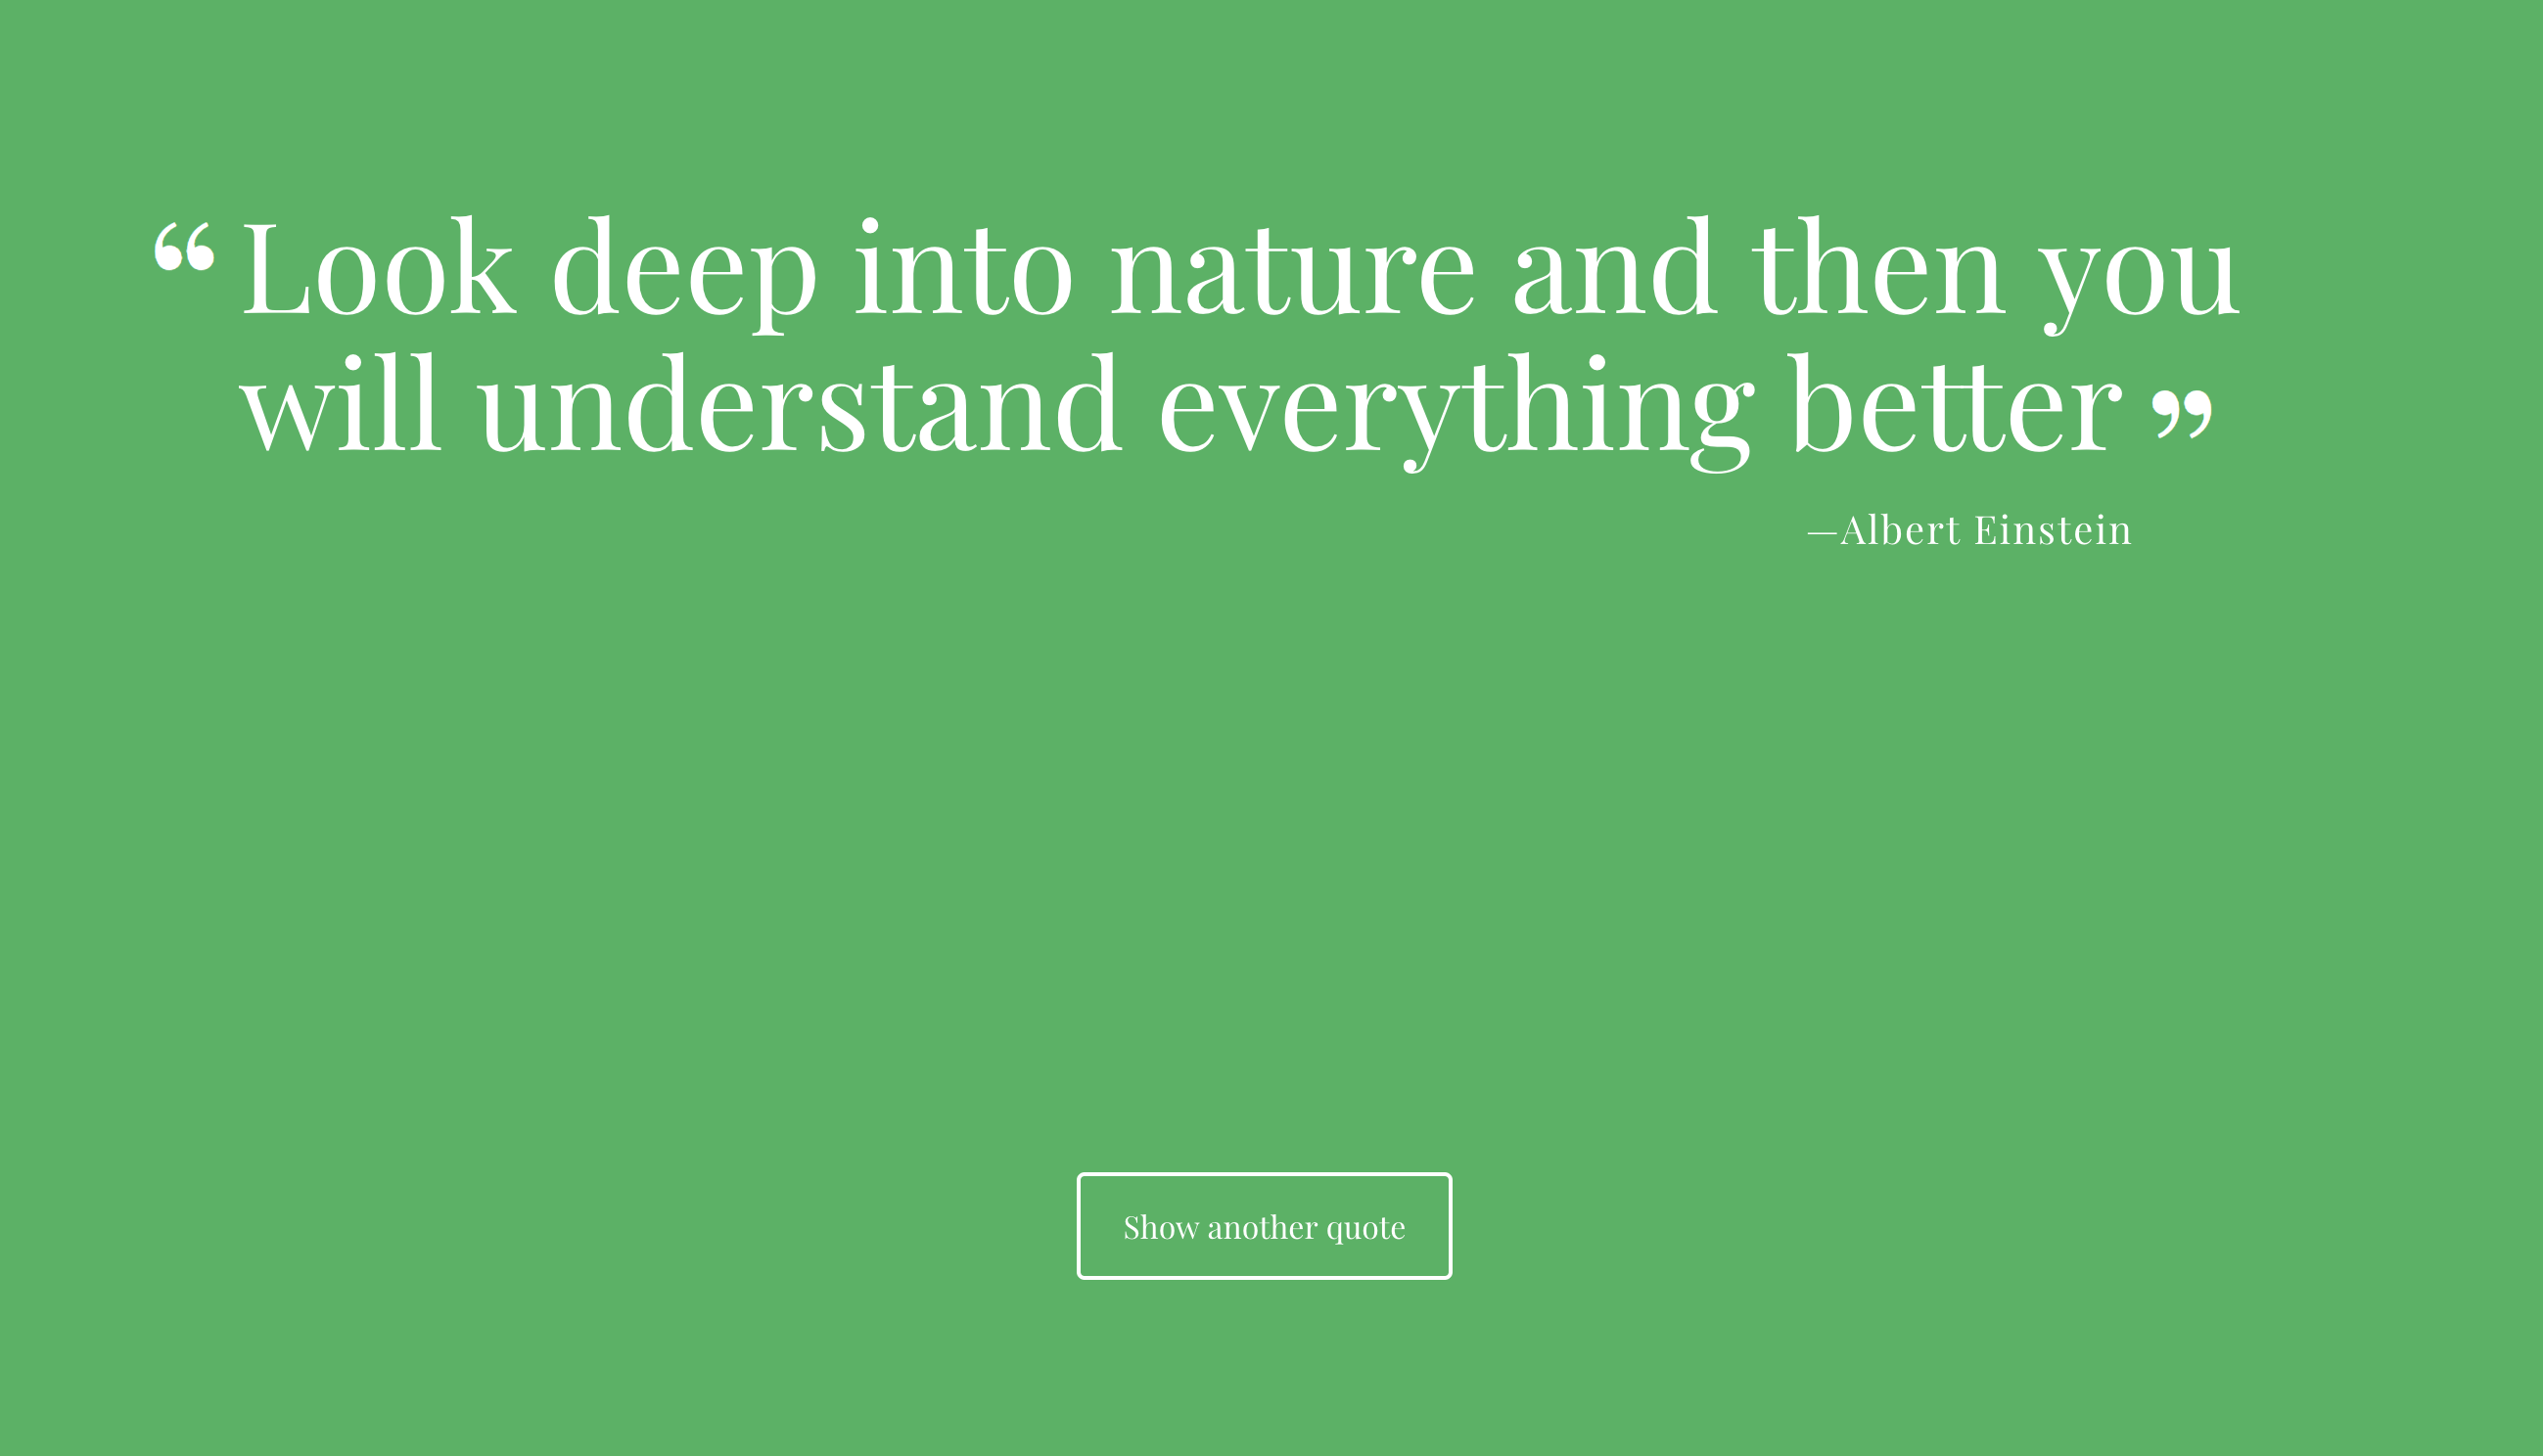 “ Look deep into nature and then you
will understand everything better ”
—Albert Einstein
Show another quote